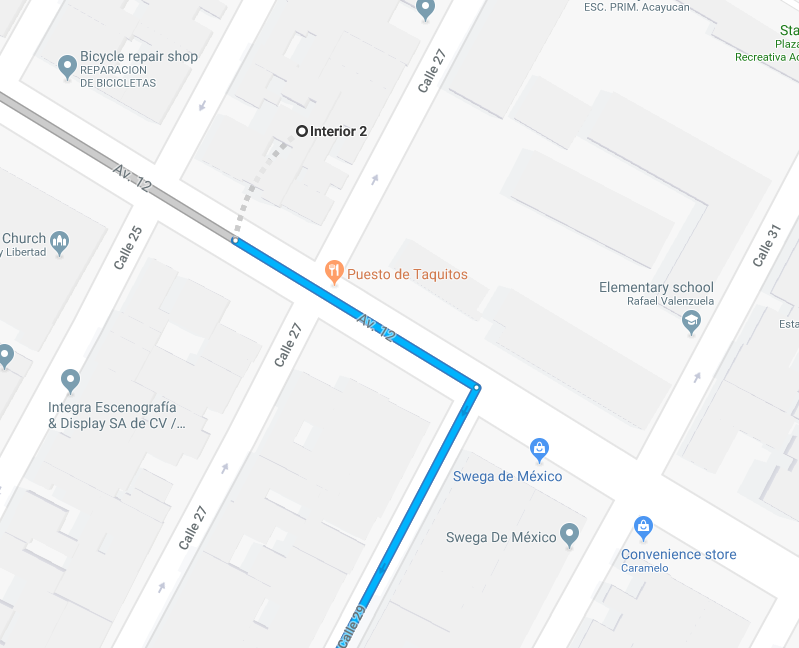 ESC. PRIM. Acayucan
Sta
Plaza
Recreativa Ac
Bicycle repair shop
REPARACION
DE BICICLETAS
Calle 27
Interior 2
Av. 12
Calle 25
Church
y Libertad
Calle 31
Puesto de Taquitos
Elementary school
Rafael Valenzuela
Esta
Av. 12
Calle 27
Integra Escenografía
& Display SA de CV /...
Swega de México
Calle 27
Swega De México
Convenience store
Caramelo
Calle 29